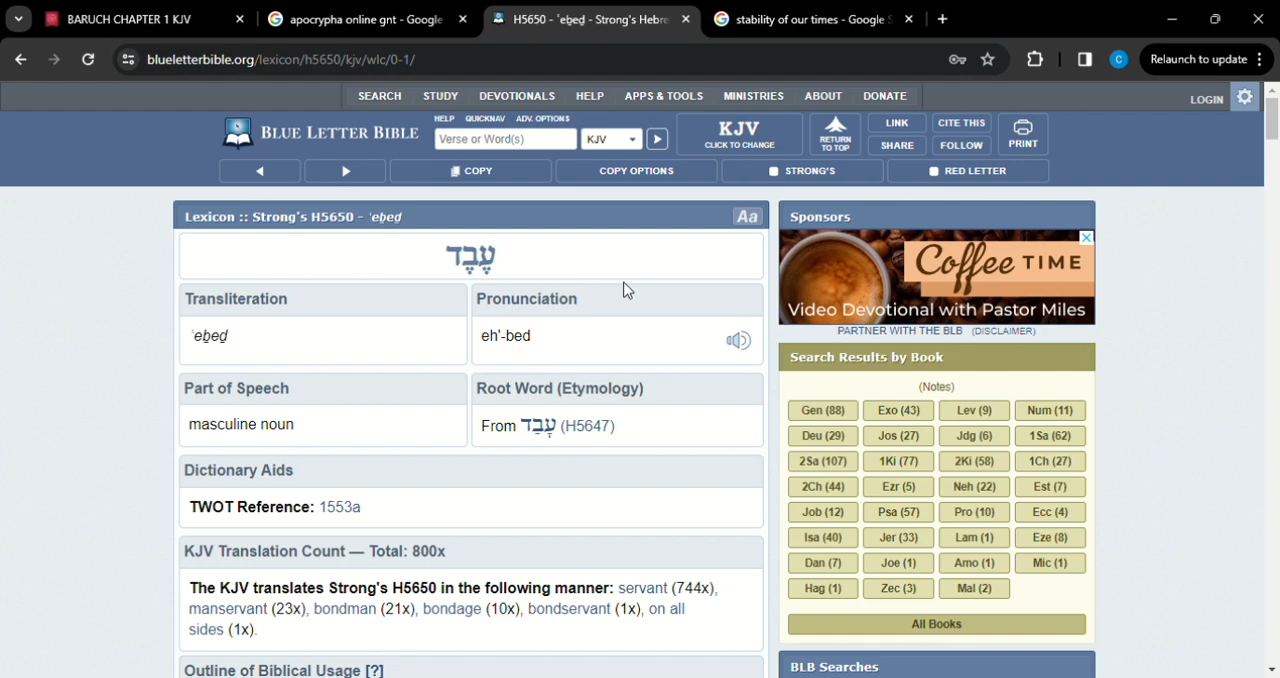 BARUCH CHAPTER 1 KJV
apocrypha online gnt - Google
H5650 - ʿeḇeḏ - Strong's Hebre
stability of our times - Google S
blueletterbible.org/lexicon/h5650/kjv/wlc/0-1/
C
Relaunch to update
SEARCH STUDY DEVOTIONALS HELP APPS & TOOLS MINISTRIES ABOUT DONATE
LOGIN
BLUE LETTER BIBLE
HELP QUICKNAV ADV. OPTIONS
Verse or Word(s)
KJV
KJV
CLICK TO CHANGE
RETURN
TO TOP
LINK
CITE THIS
SHARE
FOLLOW
PRINT
COPY
COPY OPTIONS
STRONG'S
RED LETTER
Lexicon :: Strong's H5650 - ʿeḇeḏ
Aa
עֶבֶד
Transliteration
ʿeḇeḏ
Pronunciation
eh'-bed
Part of Speech
masculine noun
Root Word (Etymology)
From עָבַד (H5647)
Dictionary Aids
TWOT Reference: 1553a
KJV Translation Count — Total: 800x
The KJV translates Strong's H5650 in the following manner: servant (744x),
manservant (23x), bondman (21x), bondage (10x), bondservant (1x), on all
sides (1x).
Outline of Biblical Usage [?]
Sponsors
Coffee TIME
Video Devotional with Pastor Miles
PARTNER WITH THE BLB (DISCLAIMER)
Search Results by Book
(Notes)
Gen (88) Exo (43) Lev (9) Num (11)
Deu (29) Jos (27) Jdg (6) 1Sa (62)
2Sa (107) 1Ki (77) 2Ki (58) 1Ch (27)
2Ch (44) Ezr (5) Neh (22) Est (7)
Job (12) Psa (57) Pro (10) Ecc (4)
Isa (40) Jer (33) Lam (1) Eze (8)
Dan (7) Joe (1) Amo (1) Mic (1)
Hag (1) Zec (3) Mal (2)
All Books
BLB Searches